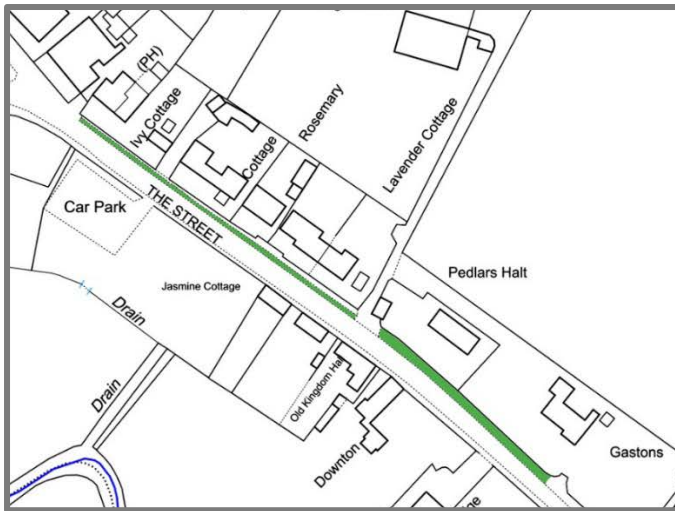 (PH)
Ivy Cottage
Rosemary
Cottage
Lavender Cottage
Car Park
THE STREET
Pedlars Halt
Jasmine Cottage
Drain
Drain
Old Kingdom Hall
Downton
Gastons